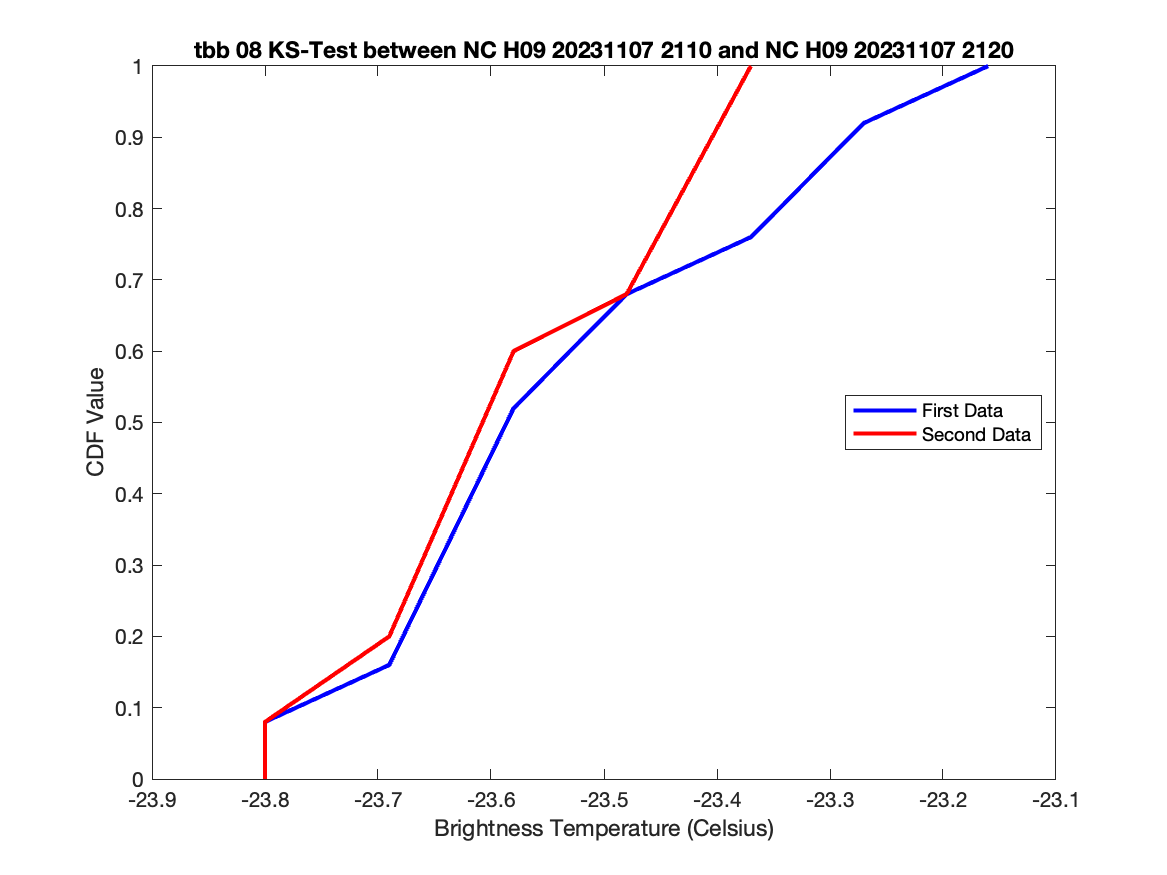 tbb 08 KS-Test between NC H09 20231107 2110 and NC H09 20231107 2120
1
0.9
0.8
0.7
0.6
0.5
0.4
0.3
0.2
0.1
0
CDF Value
First Data
Second Data
-23.9 -23.8 -23.7 -23.6 -23.5 -23.4 -23.3 -23.2 -23.1
Brightness Temperature (Celsius)